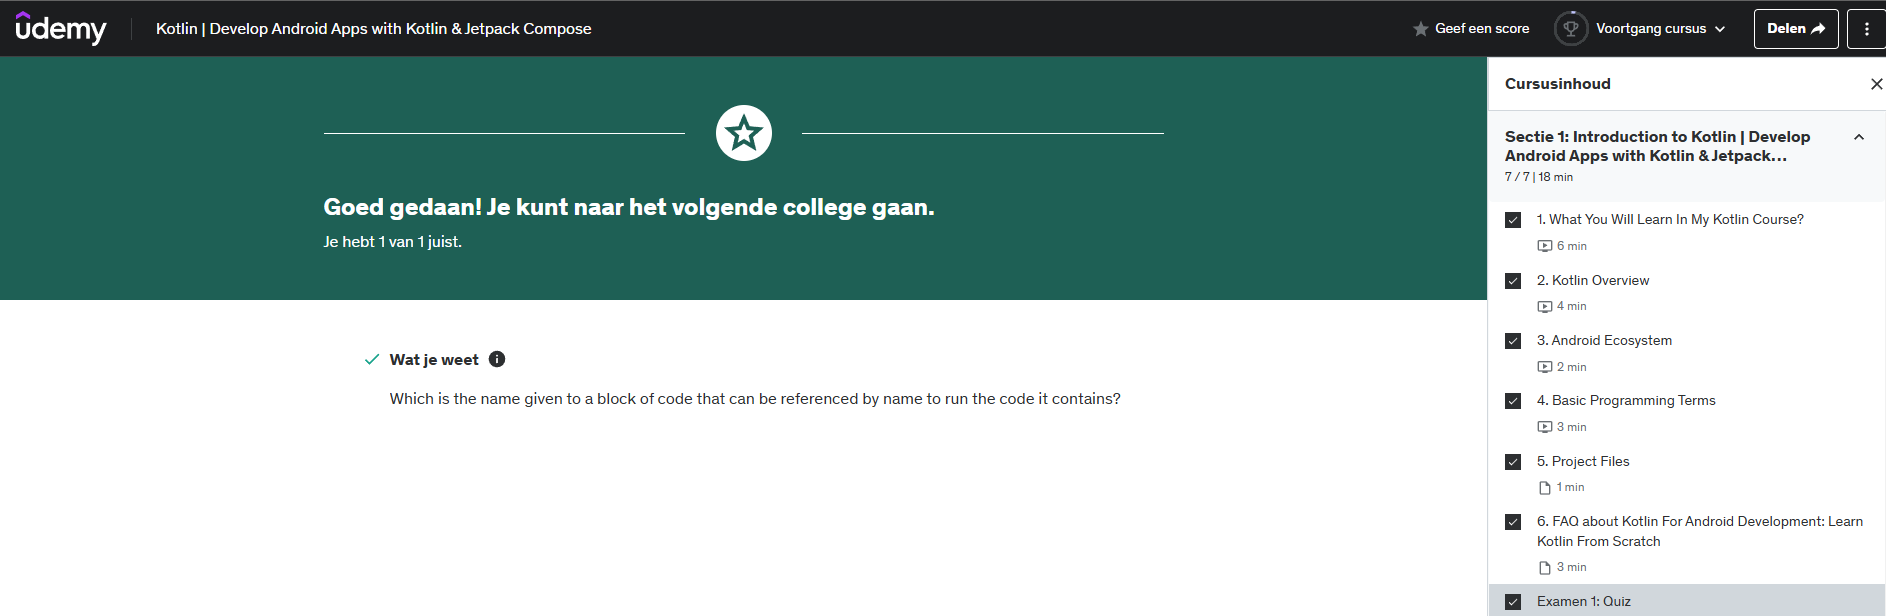 ûdemy
Kotlin | Develop Android Apps with Kotlin & Jetpack Compose
Geef een score
Voortgang cursus
Delen
Goed gedaan! Je kunt naar het volgende college gaan.
Je hebt 1 van 1 juist.
Wat je weet
Which is the name given to a block of code that can be referenced by name to run the code it contains?
Cursusinhoud
Sectie 1: Introduction to Kotlin | Develop
Android Apps with Kotlin & Jetpack...
7 / 7 | 18 min
1. What You Will Learn In My Kotlin Course?
6 min
2. Kotlin Overview
4 min
3. Android Ecosystem
2 min
4. Basic Programming Terms
3 min
5. Project Files
1 min
6. FAQ about Kotlin For Android Development: Learn
Kotlin From Scratch
3 min
Examen 1: Quiz